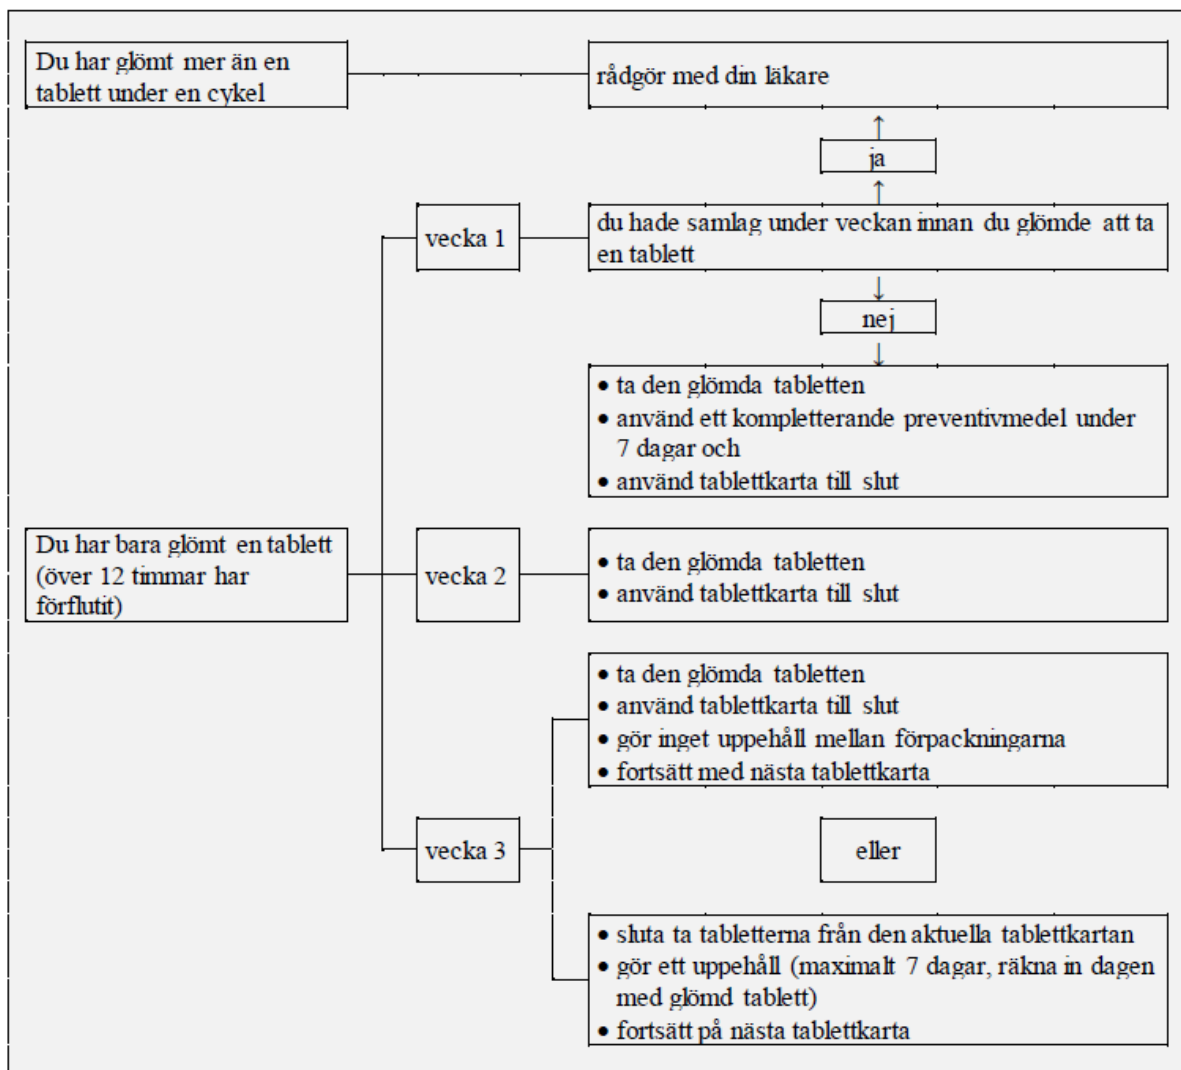 Du har glömt mer än en
tablett under en cykel
rådgör med din läkare
↑
ja
↑
vecka 1
du hade samlag under veckan innan du glömde att ta
en tablett
↓
nej
↓
• ta den glömda tabletten
• använd ett kompletterande preventivmedel under
7 dagar och
• använd tablettkarta till slut
Du har bara glömt en tablett
(över 12 timmar har
förflutit)
vecka 2
• ta den glömda tabletten
• använd tablettkarta till slut
• ta den glömda tabletten
• använd tablettkarta till slut
• gör inget uppehåll mellan förpackningarna
• fortsätt med nästa tablettkarta
vecka 3
eller
• sluta ta tabletterna från den aktuella tablettkartan
• gör ett uppehåll (maximalt 7 dagar, räkna in dagen
med glömd tablett)
• fortsätt på nästa tablettkarta